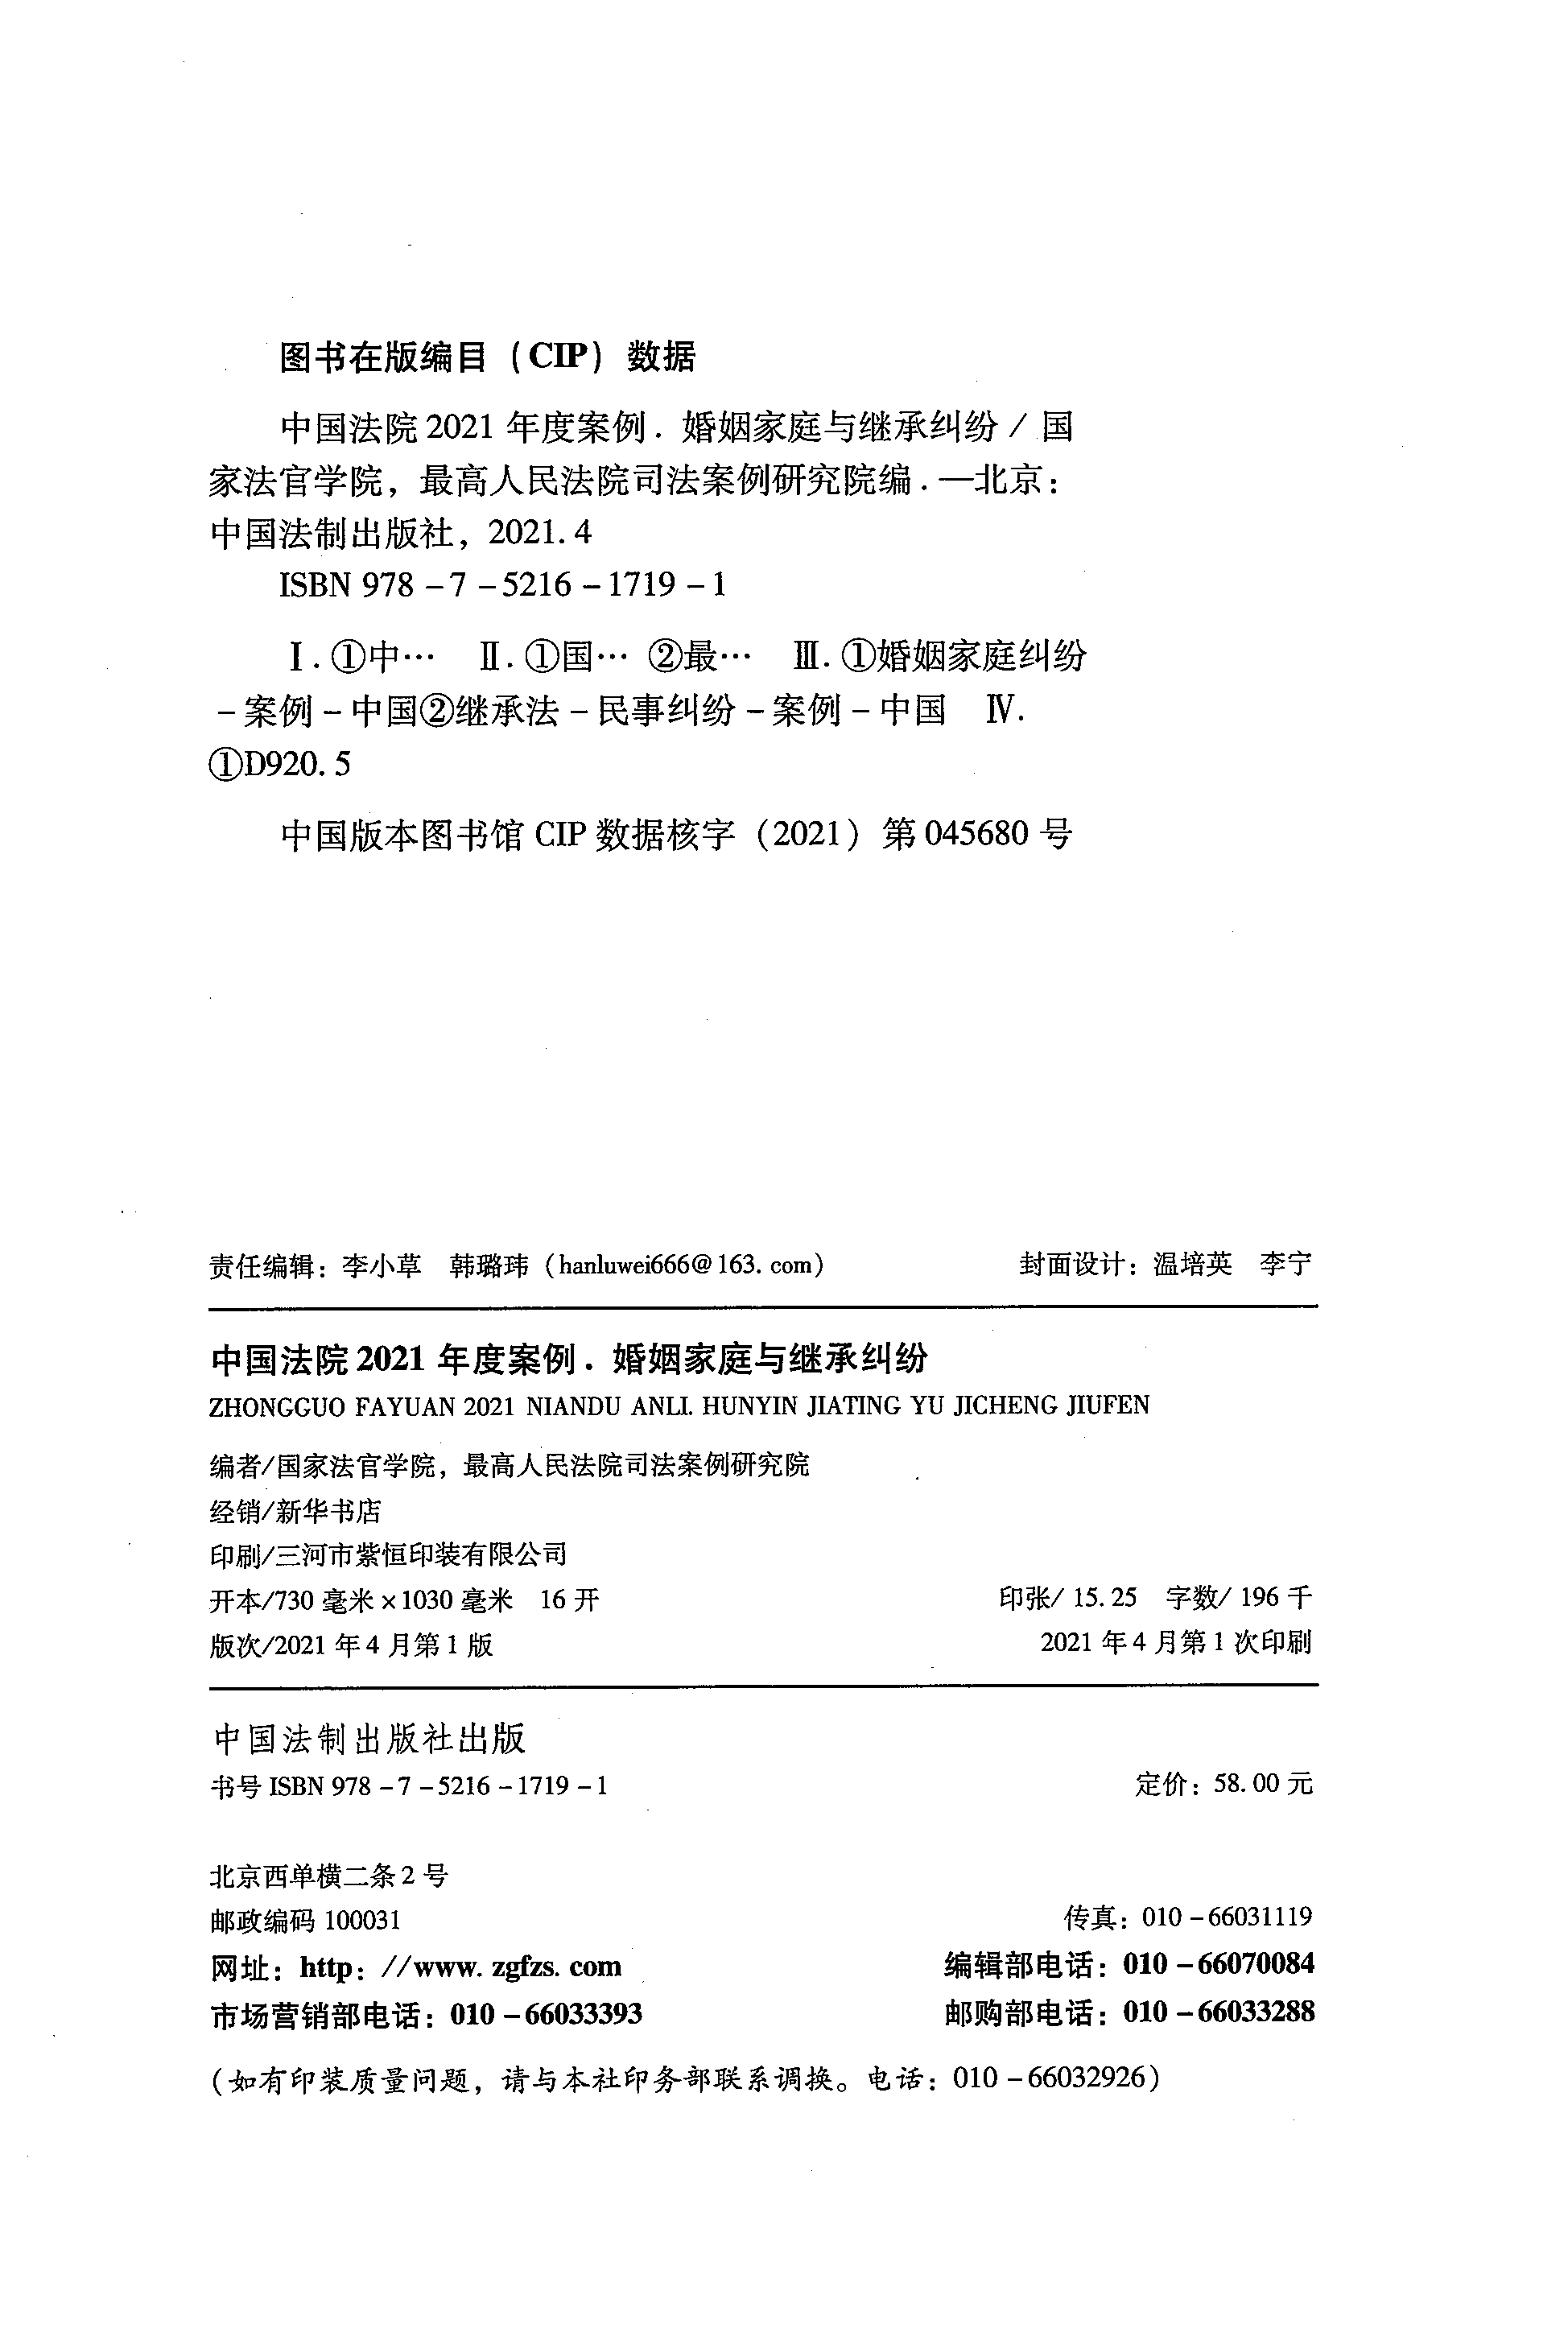 图书在版编目(CIP)数据
中国法院2021年度案例．婚姻家庭与继承纠纷/国
家法官学院，最高人民法院司法案例研究院编．—北京：
中国法制出版社，2021.4
ISBN 978-7-5216-1719-1
Ⅰ.①中… Ⅱ.①国… ②最… Ⅲ.①婚姻家庭纠纷
-案例-中国②继承法-民事纠纷-案例-中国 Ⅳ.
①D920.5
中国版本图书馆CIP数据核字(2021)第045680号
责任编辑：李小草 韩璐玮(hanluwei666@163.com) 封面设计：温培英 李宁
中国法院2021年度案例．婚姻家庭与继承纠纷
ZHONGGUO FAYUAN 2021 NIANDU ANLI. HUNYIN JIATING YU JICHENG JIUFEN
编者/国家法官学院，最高人民法院司法案例研究院
经销/新华书店
印刷/三河市紫恒印装有限公司
开本/730毫米×1030毫米 16开 印张/15.25 字数/196千
版次/2021年4月第1版 2021年4月第1次印刷
中国法制出版社出版
书号ISBN 978-7-5216-1719-1 定价：58.00元
北京西单横二条2号
邮政编码100031 传真：010-66031119
网址：http：//www.zgfzs.com 编辑部电话：010-66070084
市场营销部电话：010-66033393 邮购部电话：010-66033288
(如有印装质量问题，请与本社印务部联系调换。电话：010-66032926)